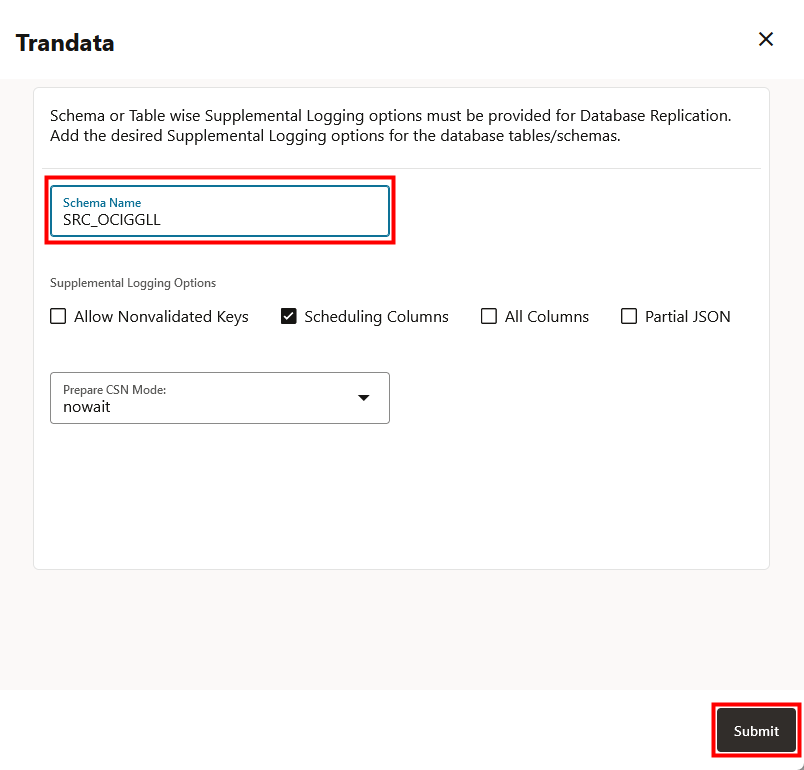 Trandata
Schema or Table wise Supplemental Logging options must be provided for Database Replication.
Add the desired Supplemental Logging options for the database tables/schemas.
Schema Name
SRC_OCIGGLL
Supplemental Logging Options
Allow Nonvalidated Keys Scheduling Columns All Columns Partial JSON
Prepare CSN Mode:
nowait
Submit